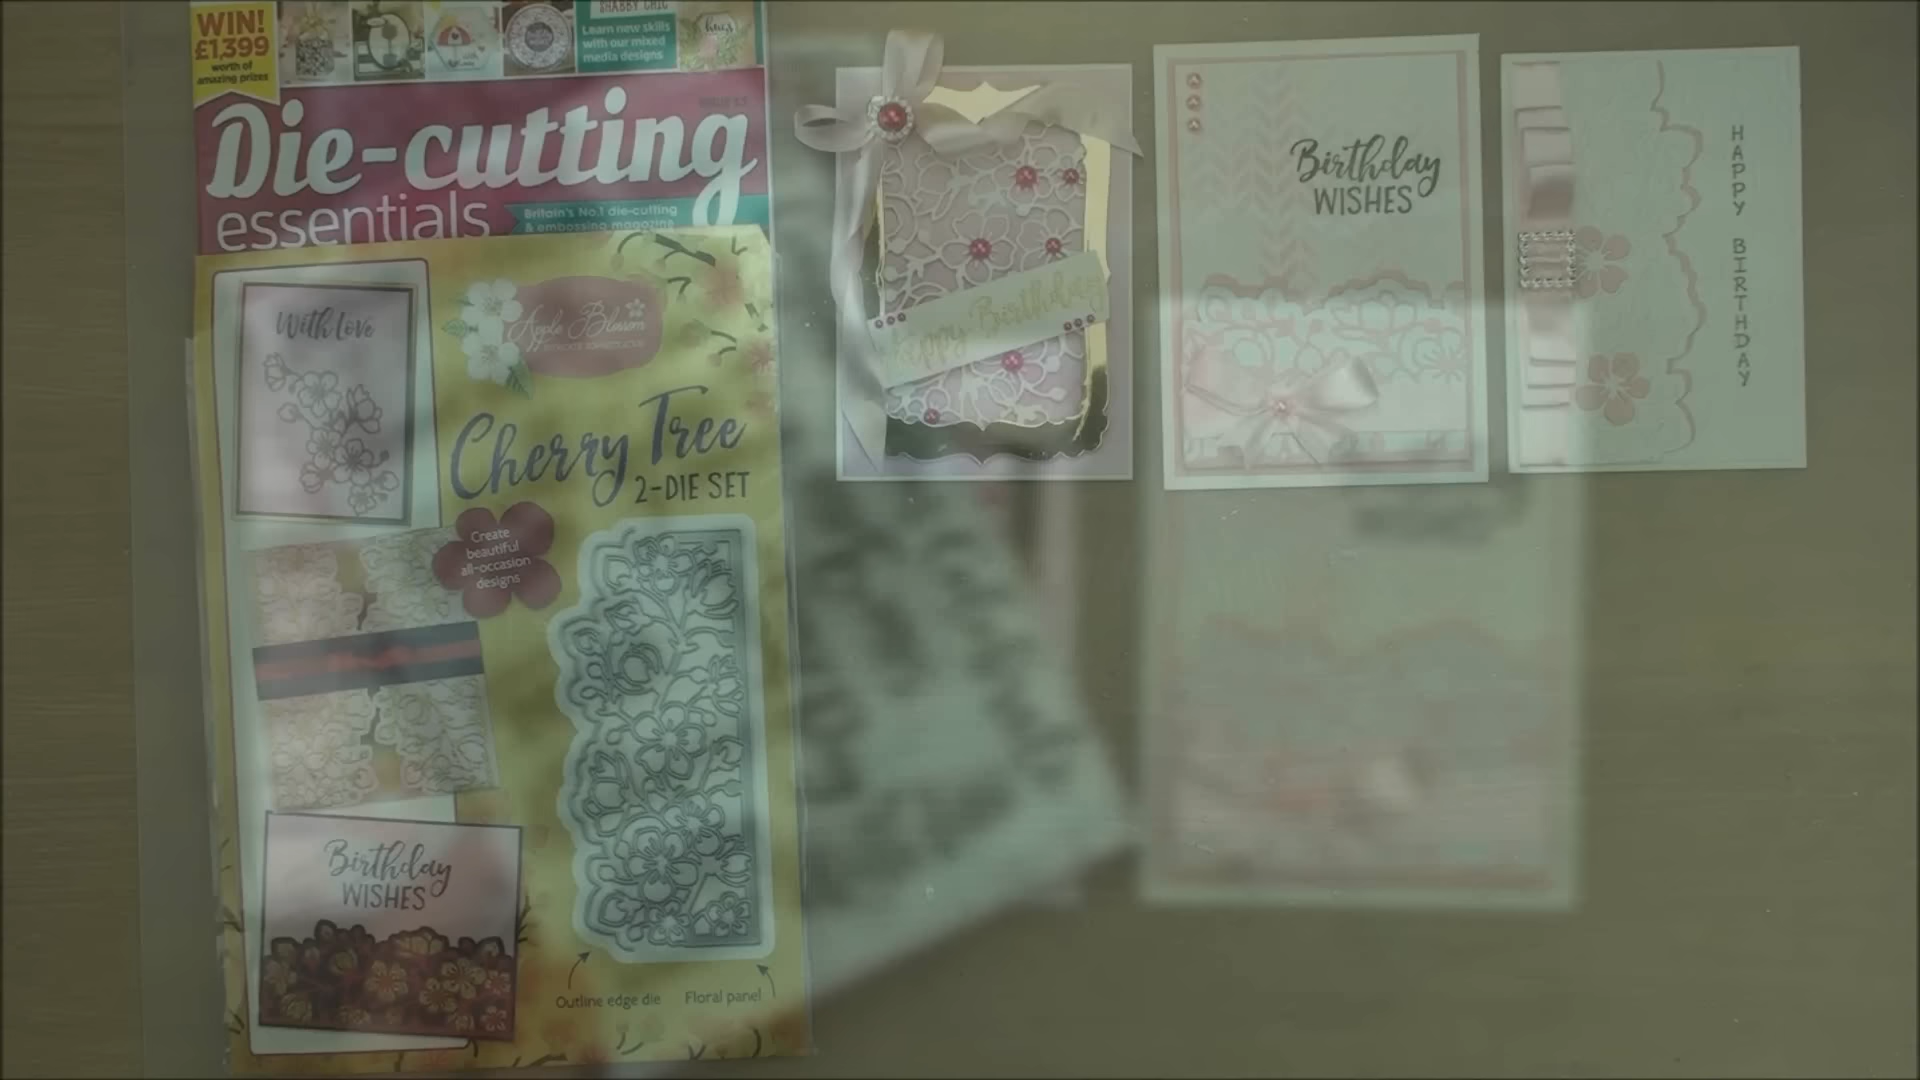 WIN!
£1,399
worth of
amazing prizes
SHABBY CHIC
Learn new skills
with our mixed
media designs
hugs
Die-cutting
essentials
Britain's No.1 die-cutting
& embossing magazine
With Love
Apple Blossom
Cherry Tree
2-DIE SET
Create
beautiful
all-occasion
designs
Birthday
WISHES
Outline edge die
Floral panel
Happy Birthday
Birthday
WISHES
HAPPY BIRTHDAY